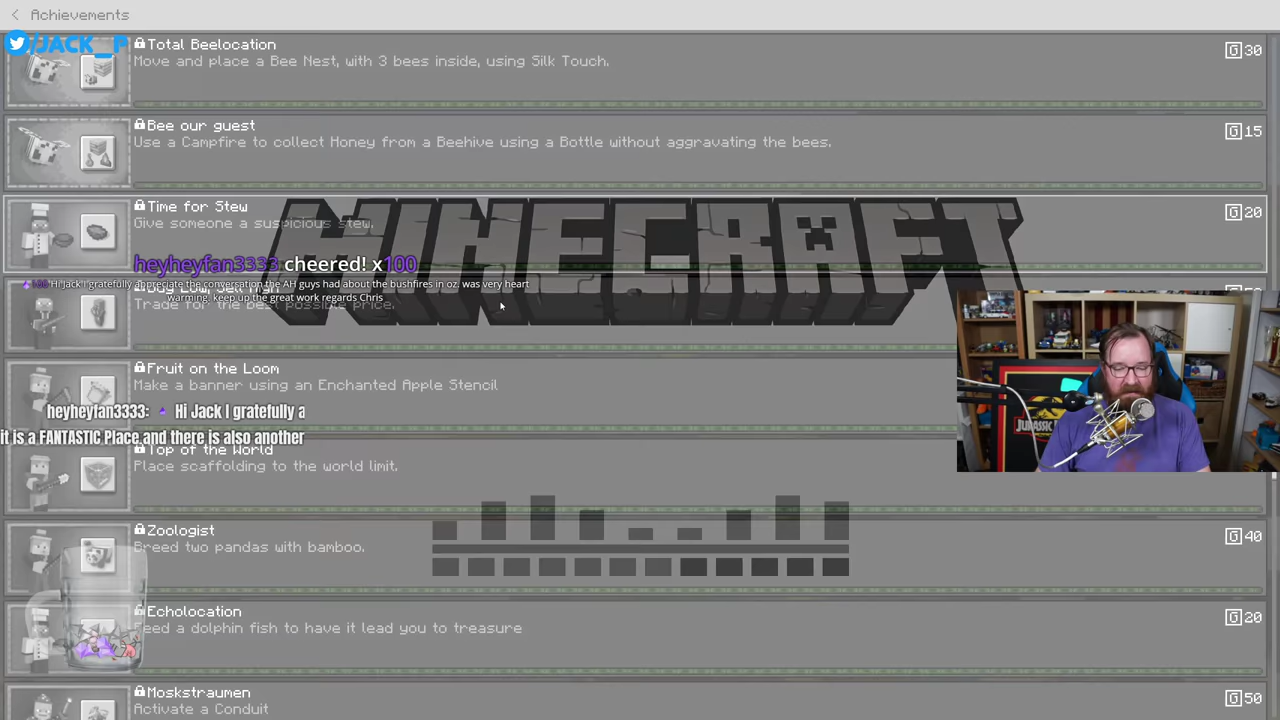 Achievements
/JACK_P
Total Beelocation
Move and place a Bee Nest, with 3 bees inside, using Silk Touch.
G 30
Bee our guest
Use a Campfire to collect Honey from a Beehive using a Bottle without aggravating the bees.
G 15
Time for Stew
Give someone a suspicious stew.
G 20
MINECRAFT
heyheyfan3333 cheered! x100
100 Hi Jack I gratefully appreciate the conversation the AH guys had about the bushfires in oz. was very heart
warming. keep up the great work regards Chris
Trade for the best possible price.
Fruit on the Loom
Make a banner using an Enchanted Apple Stencil
JURASSIC
heyheyfan3333: Hi Jack I gratefully a
it is a FANTASTIC Place,and there is also another
Top of the World
Place scaffolding to the world limit.
Zoologist
Breed two pandas with bamboo.
G 40
Echolocation
Feed a dolphin fish to have it lead you to treasure
G 20
Moskstraumen
Activate a Conduit
G 50